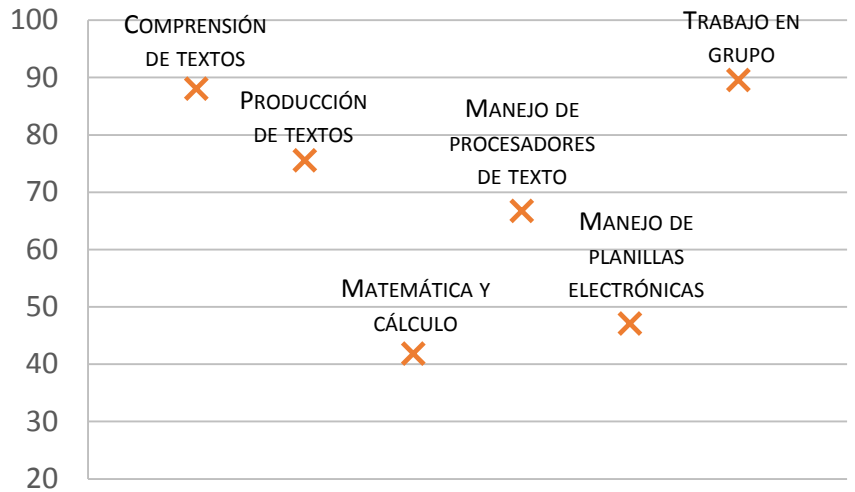 100
90
80
70
60
50
40
30
20
COMPRENSIÓN
DE TEXTOS
PRODUCCIÓN
DE TEXTOS
MATEMÁTICA Y
CÁLCULO
MANEJO DE
PROCESADORES
DE TEXTO
MANEJO DE
PLANILLAS
ELECTRÓNICAS
TRABAJO EN
GRUPO